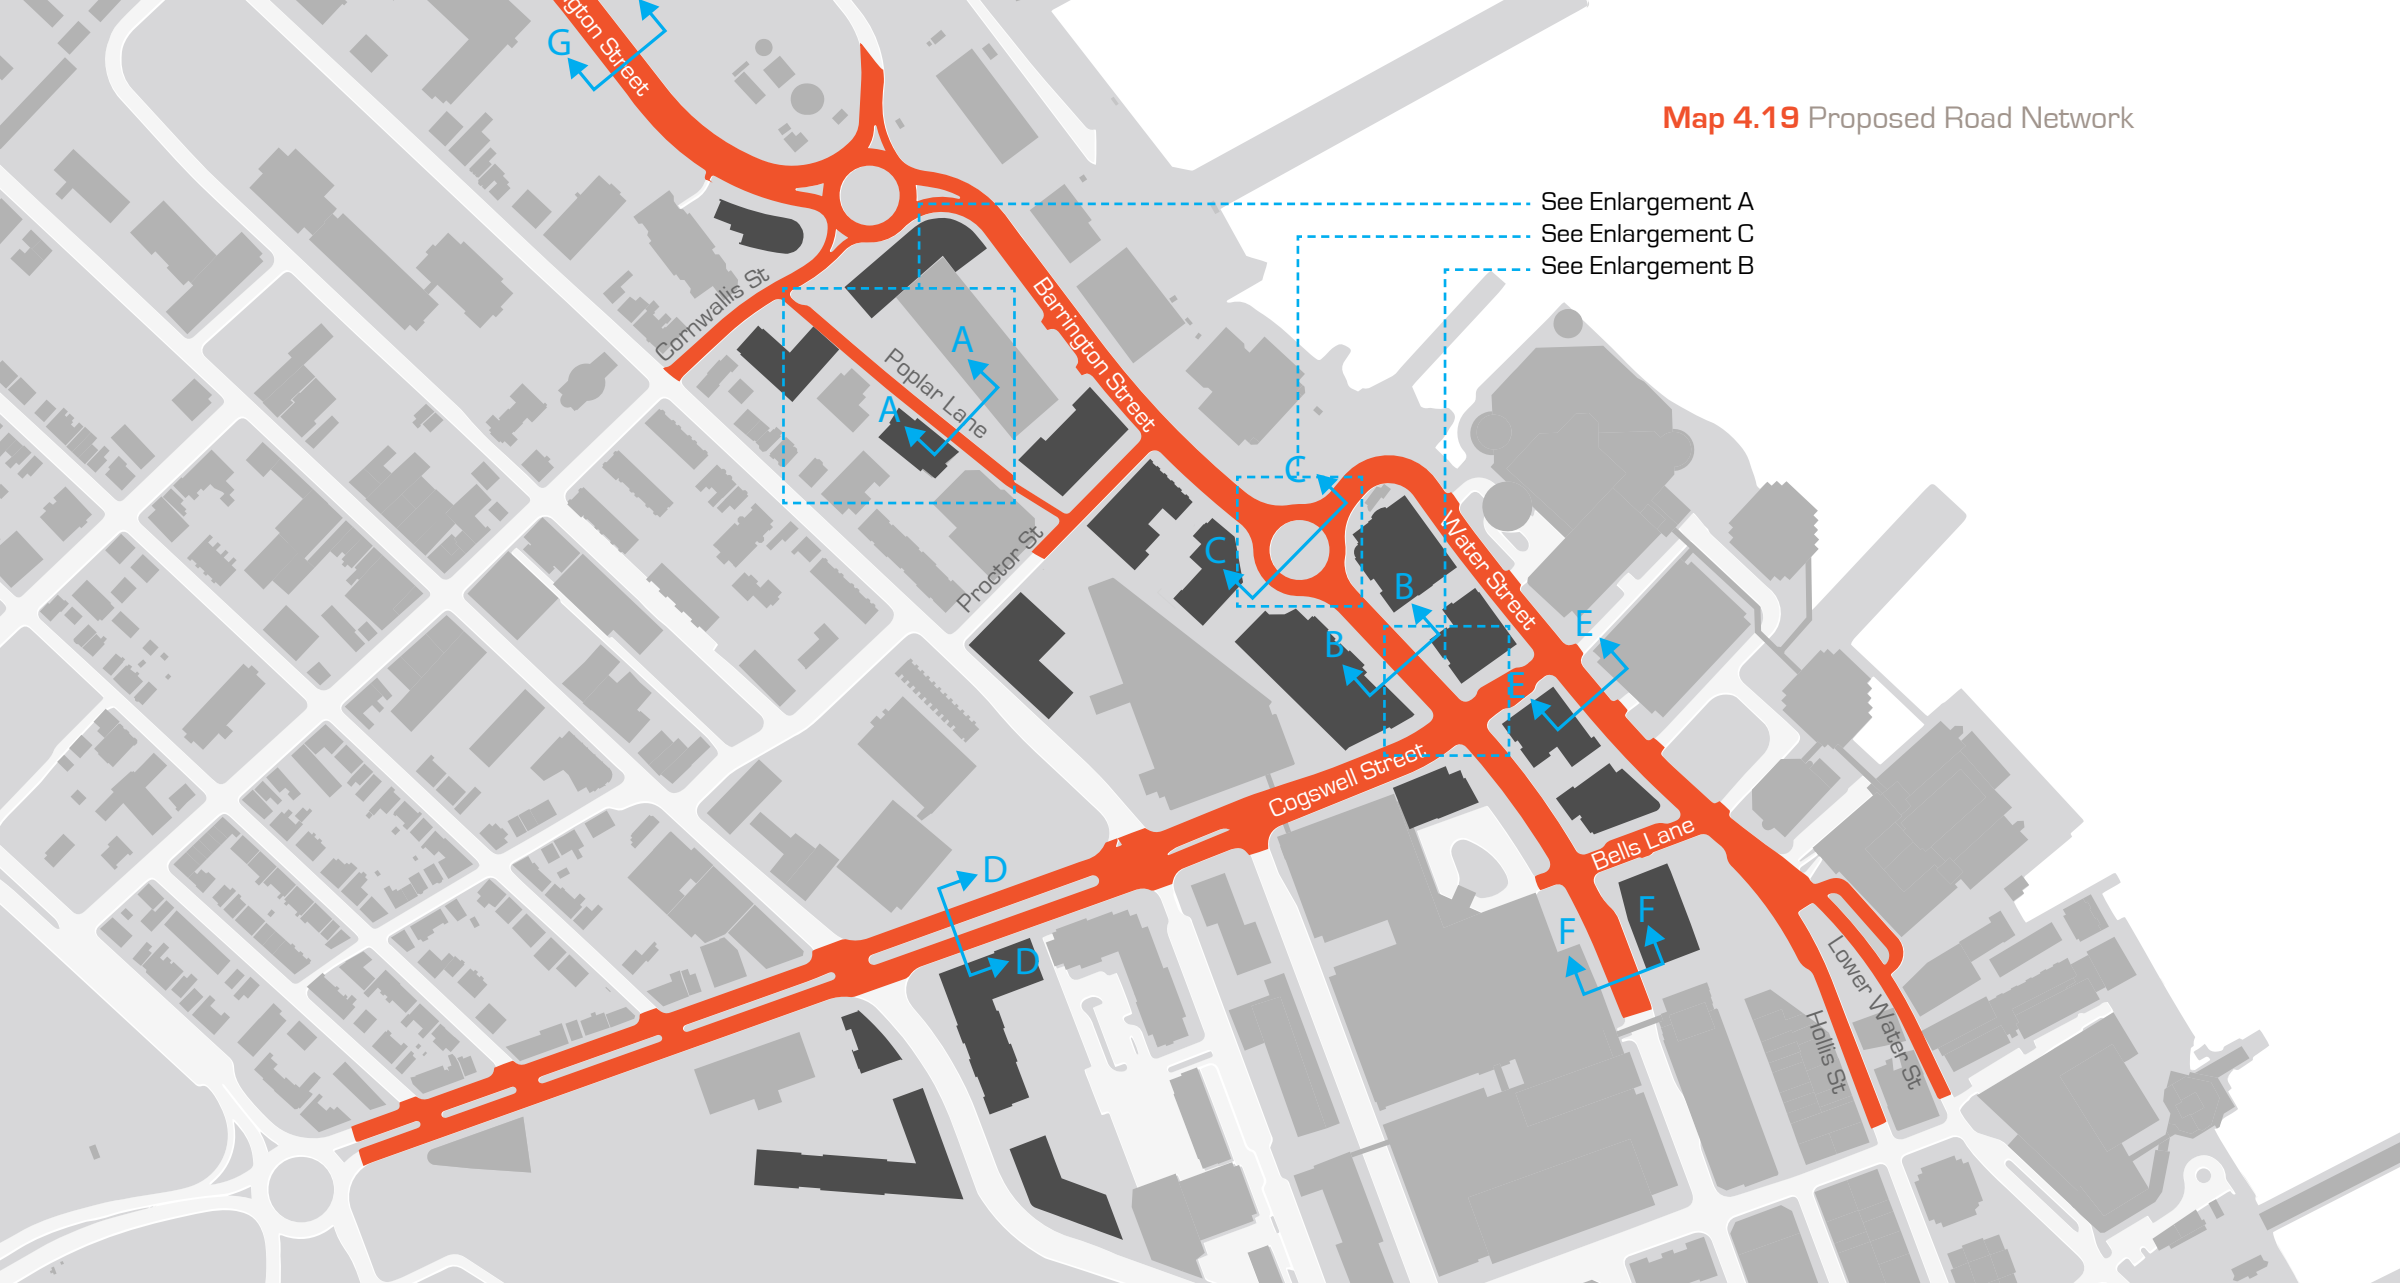 Map 4.19 Proposed Road Network
See Enlargement A
See Enlargement C
See Enlargement B
G
Street
Cornwallis St
Barrington Street
Poplar Lane
A
A
Proctor St
C
C
Water Street
B
B
E
E
Cogswell Street
Bells Lane
D
D
F
F
Lower Water St
Hollis St